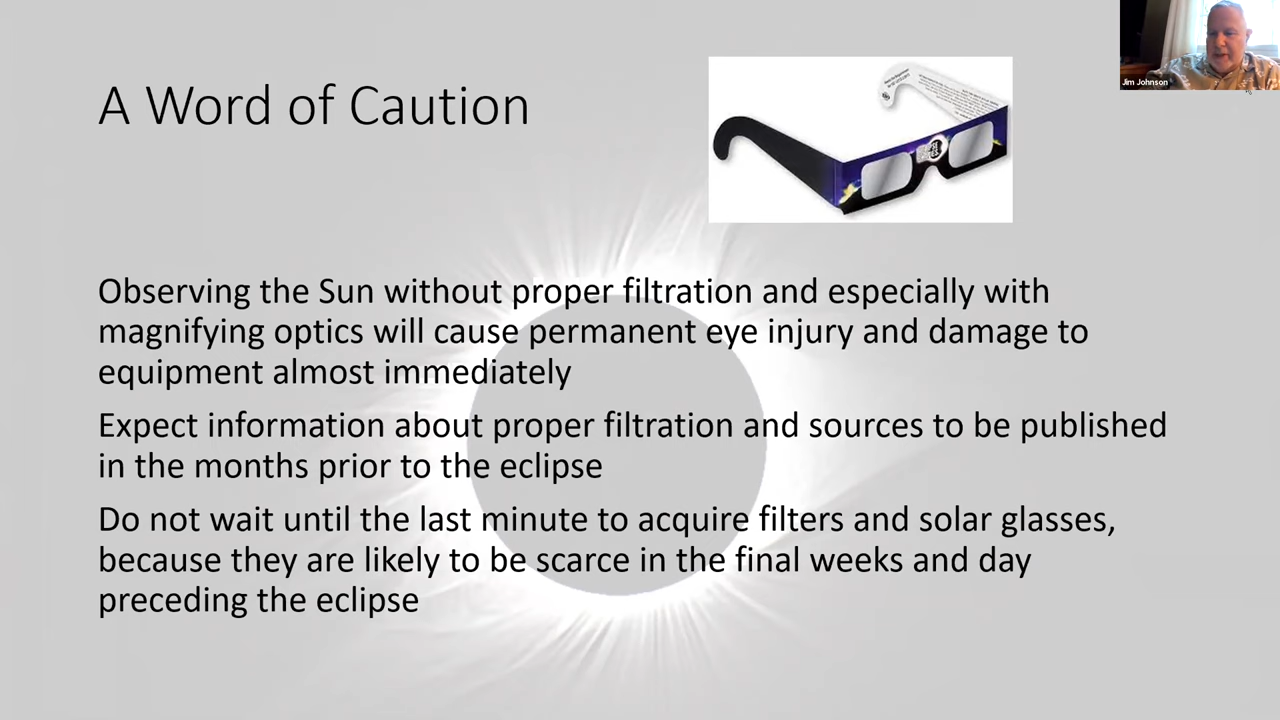 A Word of Caution
Jim Johnson
Observing the Sun without proper filtration and especially with
magnifying optics will cause permanent eye injury and damage to
equipment almost immediately
Expect information about proper filtration and sources to be published
in the months prior to the eclipse
Do not wait until the last minute to acquire filters and solar glasses,
because they are likely to be scarce in the final weeks and day
preceding the eclipse